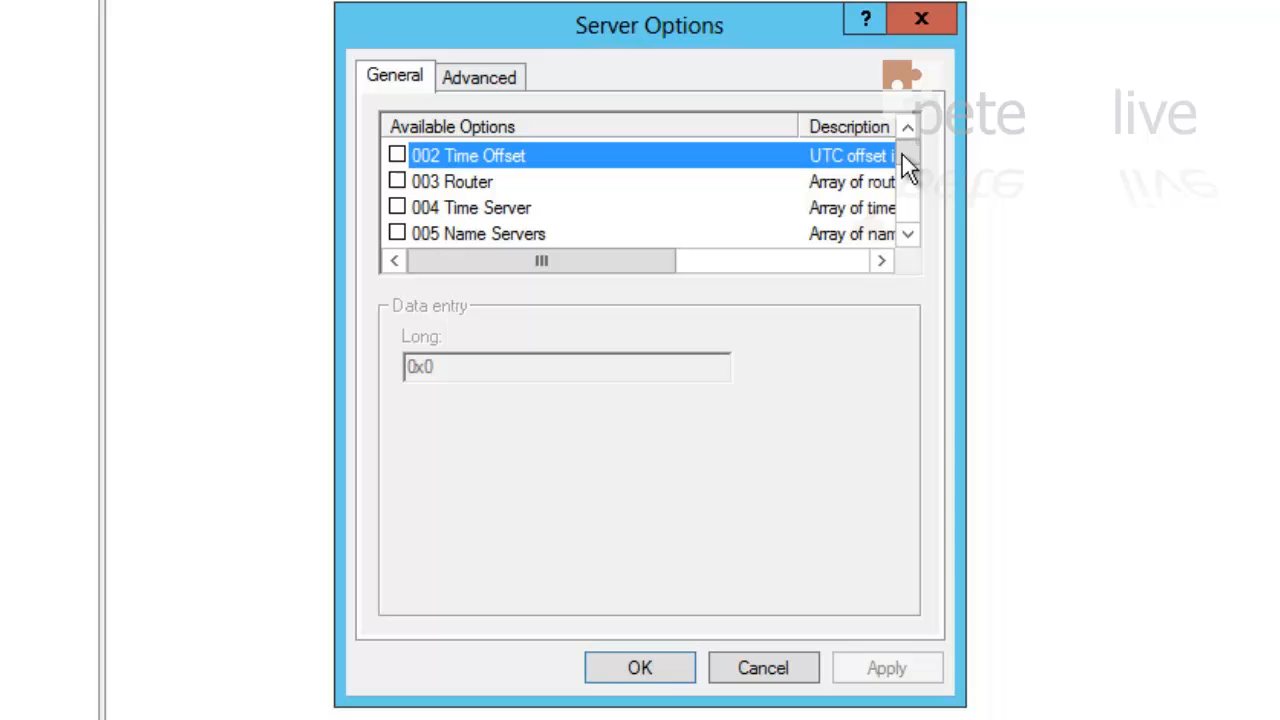 Server Options
? x
General Advanced
pete live
Available Options Description
002 Time Offset UTC offset i
003 Router Array of rout
004 Time Server Array of time
005 Name Servers Array of nam
Data entry
Long:
0x0
OK Cancel Apply